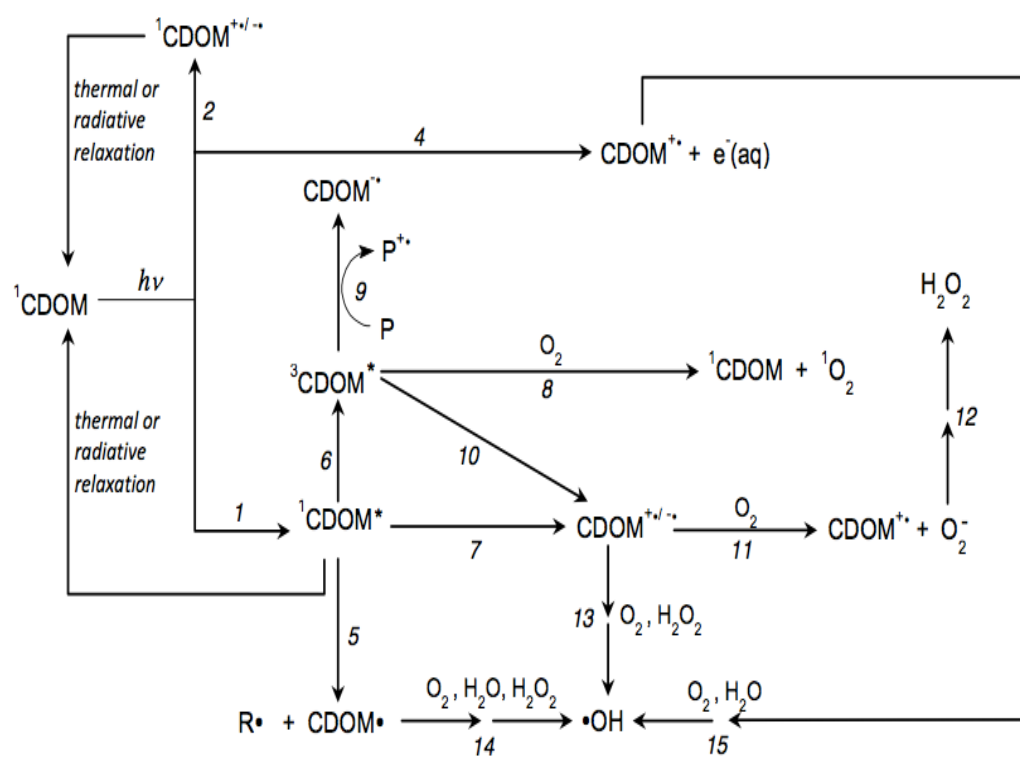 ¹CDOM⁺•/⁻•
thermal or
radiative
relaxation
2
4
CDOM⁺• + e⁻(aq)
CDOM⁻•
P⁺•
9
P
hν
¹CDOM
H₂O₂
O₂
³CDOM*
8
¹CDOM + ¹O₂
thermal or
radiative
relaxation
6
10
12
1
¹CDOM*
7
CDOM⁺•/⁻•
O₂
11
CDOM⁺• + O₂⁻
13
O₂, H₂O₂
5
R• + CDOM•
O₂, H₂O, H₂O₂
14
•OH
O₂, H₂O
15